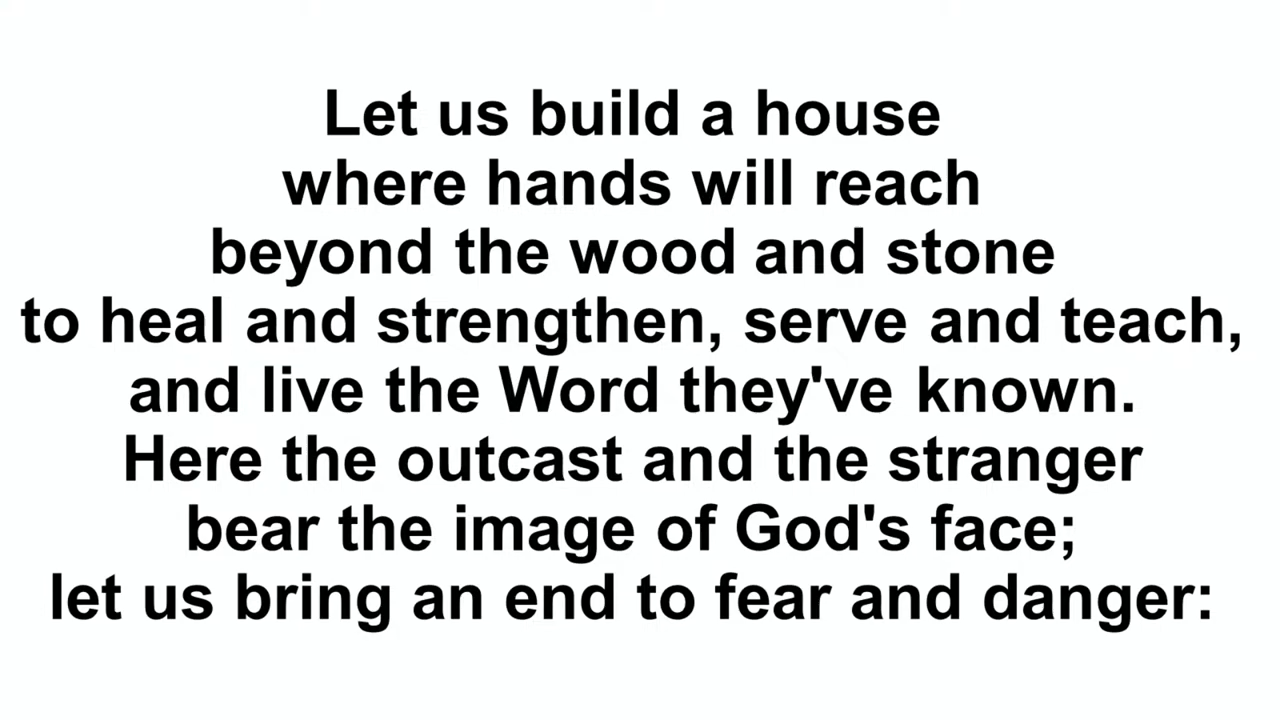 Let us build a house
where hands will reach
beyond the wood and stone
to heal and strengthen, serve and teach,
and live the Word they've known.
Here the outcast and the stranger
bear the image of God's face;
let us bring an end to fear and danger: